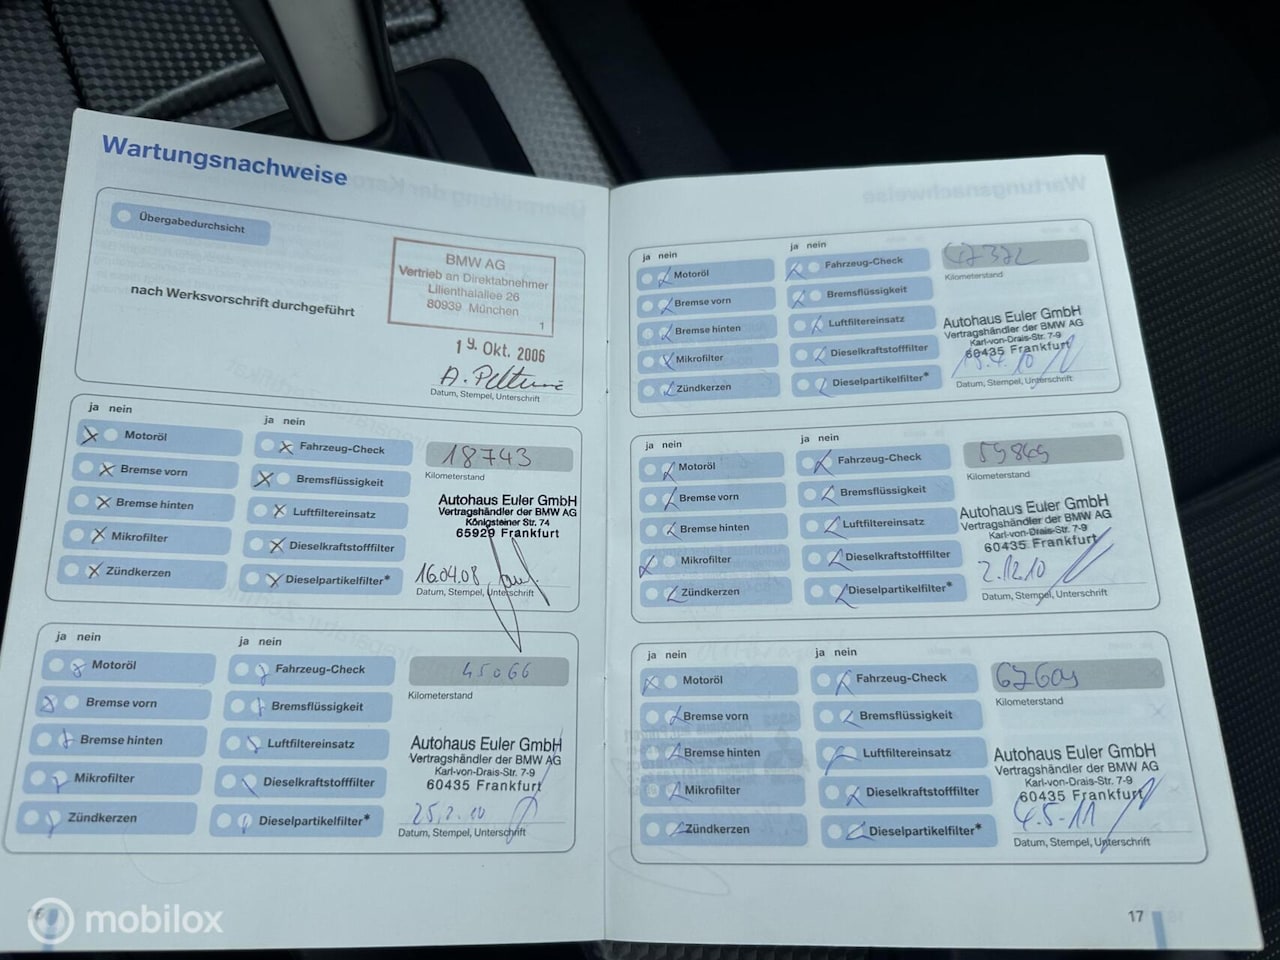 Wartungsnachweise
Übergabedurchsicht
nach Werksvorschrift durchgeführt
BMW AG
Vertrieb an Direktabnehmer
Lilienthalallee 26
80939 München
1
19. Okt. 2006
Datum, Stempel, Unterschrift
ja nein
ja nein
Motoröl
Bremse vorn
Bremse hinten
Mikrofilter
Zündkerzen
Fahrzeug-Check
Bremsflüssigkeit
Luftfiltereinsatz
Dieselkraftstofffilter
Dieselpartikelfilter*
18743
Kilometerstand
Autohaus Euler GmbH
Vertragshändler der BMW AG
Königsteiner Str. 74
65929 Frankfurt
16.04.08
Datum, Stempel, Unterschrift
ja nein
ja nein
Motoröl
Bremse vorn
Bremse hinten
Mikrofilter
Zündkerzen
Fahrzeug-Check
Bremsflüssigkeit
Luftfiltereinsatz
Dieselkraftstofffilter
Dieselpartikelfilter*
45066
Kilometerstand
Autohaus Euler GmbH
Vertragshändler der BMW AG
Karl-von-Drais-Str. 7-9
60435 Frankfurt
Datum, Stempel, Unterschrift
ja nein
ja nein
Motoröl
Bremse vorn
Bremse hinten
Mikrofilter
Zündkerzen
Fahrzeug-Check
Bremsflüssigkeit
Luftfiltereinsatz
Dieselkraftstofffilter
Dieselpartikelfilter*
Kilometerstand
Autohaus Euler GmbH
Vertragshändler der BMW AG
Karl-von-Drais-Str. 7-9
60435 Frankfurt
Datum, Stempel, Unterschrift
ja nein
ja nein
Motoröl
Bremse vorn
Bremse hinten
Mikrofilter
Zündkerzen
Fahrzeug-Check
Bremsflüssigkeit
Luftfiltereinsatz
Dieselkraftstofffilter
Dieselpartikelfilter*
Kilometerstand
Autohaus Euler GmbH
Vertragshändler der BMW AG
Karl-von-Drais-Str. 7-9
60435 Frankfurt
2.12.10
Datum, Stempel, Unterschrift
ja nein
ja nein
Motoröl
Bremse vorn
Bremse hinten
Mikrofilter
Zündkerzen
Fahrzeug-Check
Bremsflüssigkeit
Luftfiltereinsatz
Dieselkraftstofffilter
Dieselpartikelfilter*
Kilometerstand
Autohaus Euler GmbH
Vertragshändler der BMW AG
Karl-von-Drais-Str. 7-9
60435 Frankfurt
4.5.11
Datum, Stempel, Unterschrift
17
mobilox